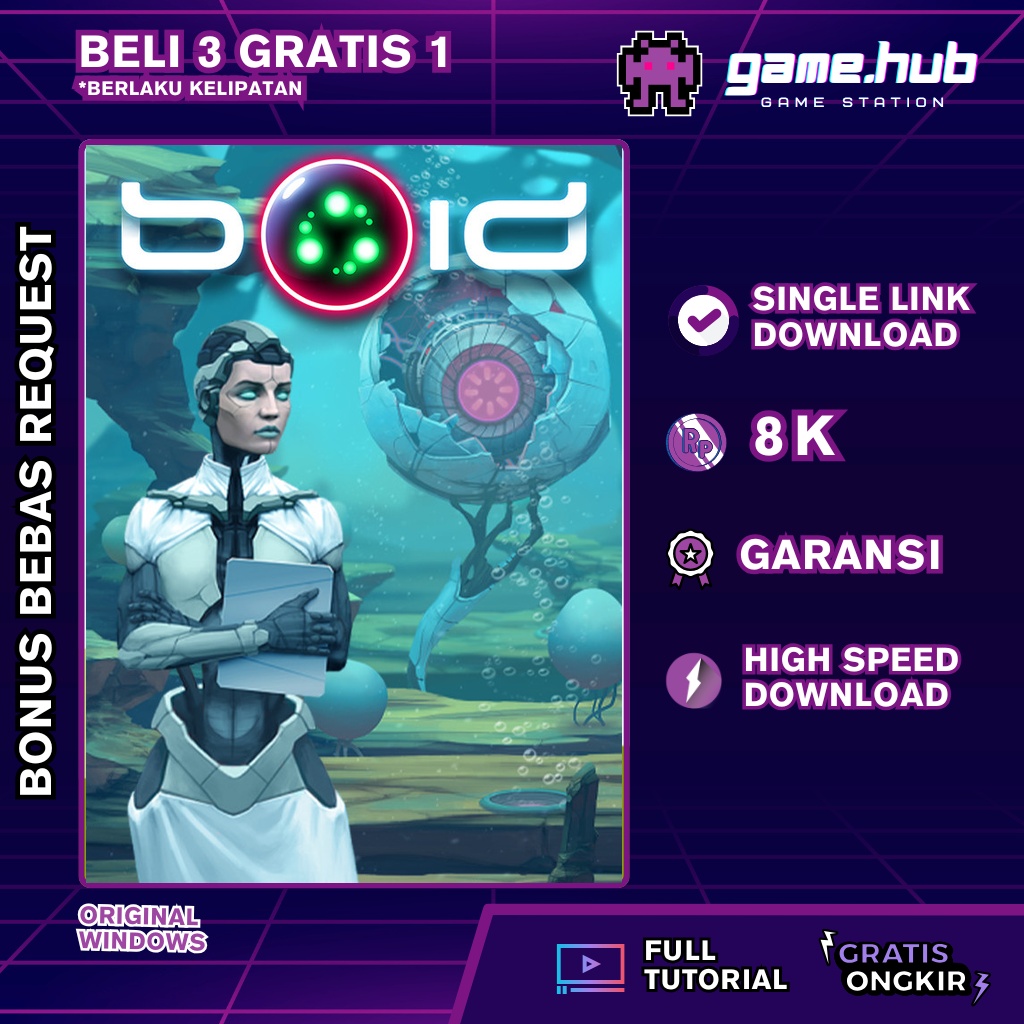 BELI 3 GRATIS 1
*BERLAKU KELIPATAN
game.hub
GAME STATION
BONUS BEBAS REQUEST
boid
SINGLE LINK
DOWNLOAD
Rp
8K
GARANSI
HIGH SPEED
DOWNLOAD
ORIGINAL
WINDOWS
FULL
TUTORIAL
GRATIS
ONGKIR